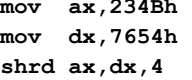 mov ax,234Bh
mov dx,7654h
shrd ax,dx,4